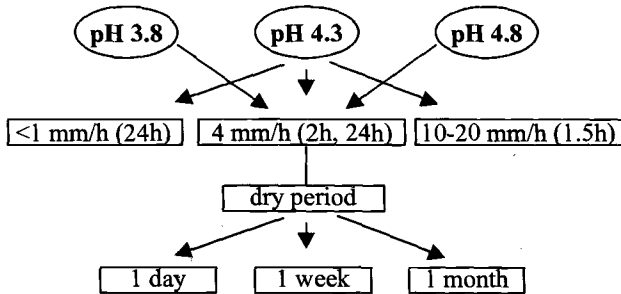 pH 3.8 pH 4.3 pH 4.8
<1 mm/h (24h) 4 mm/h (2h, 24h) 10-20 mm/h (1.5h)
dry period
1 day 1 week 1 month